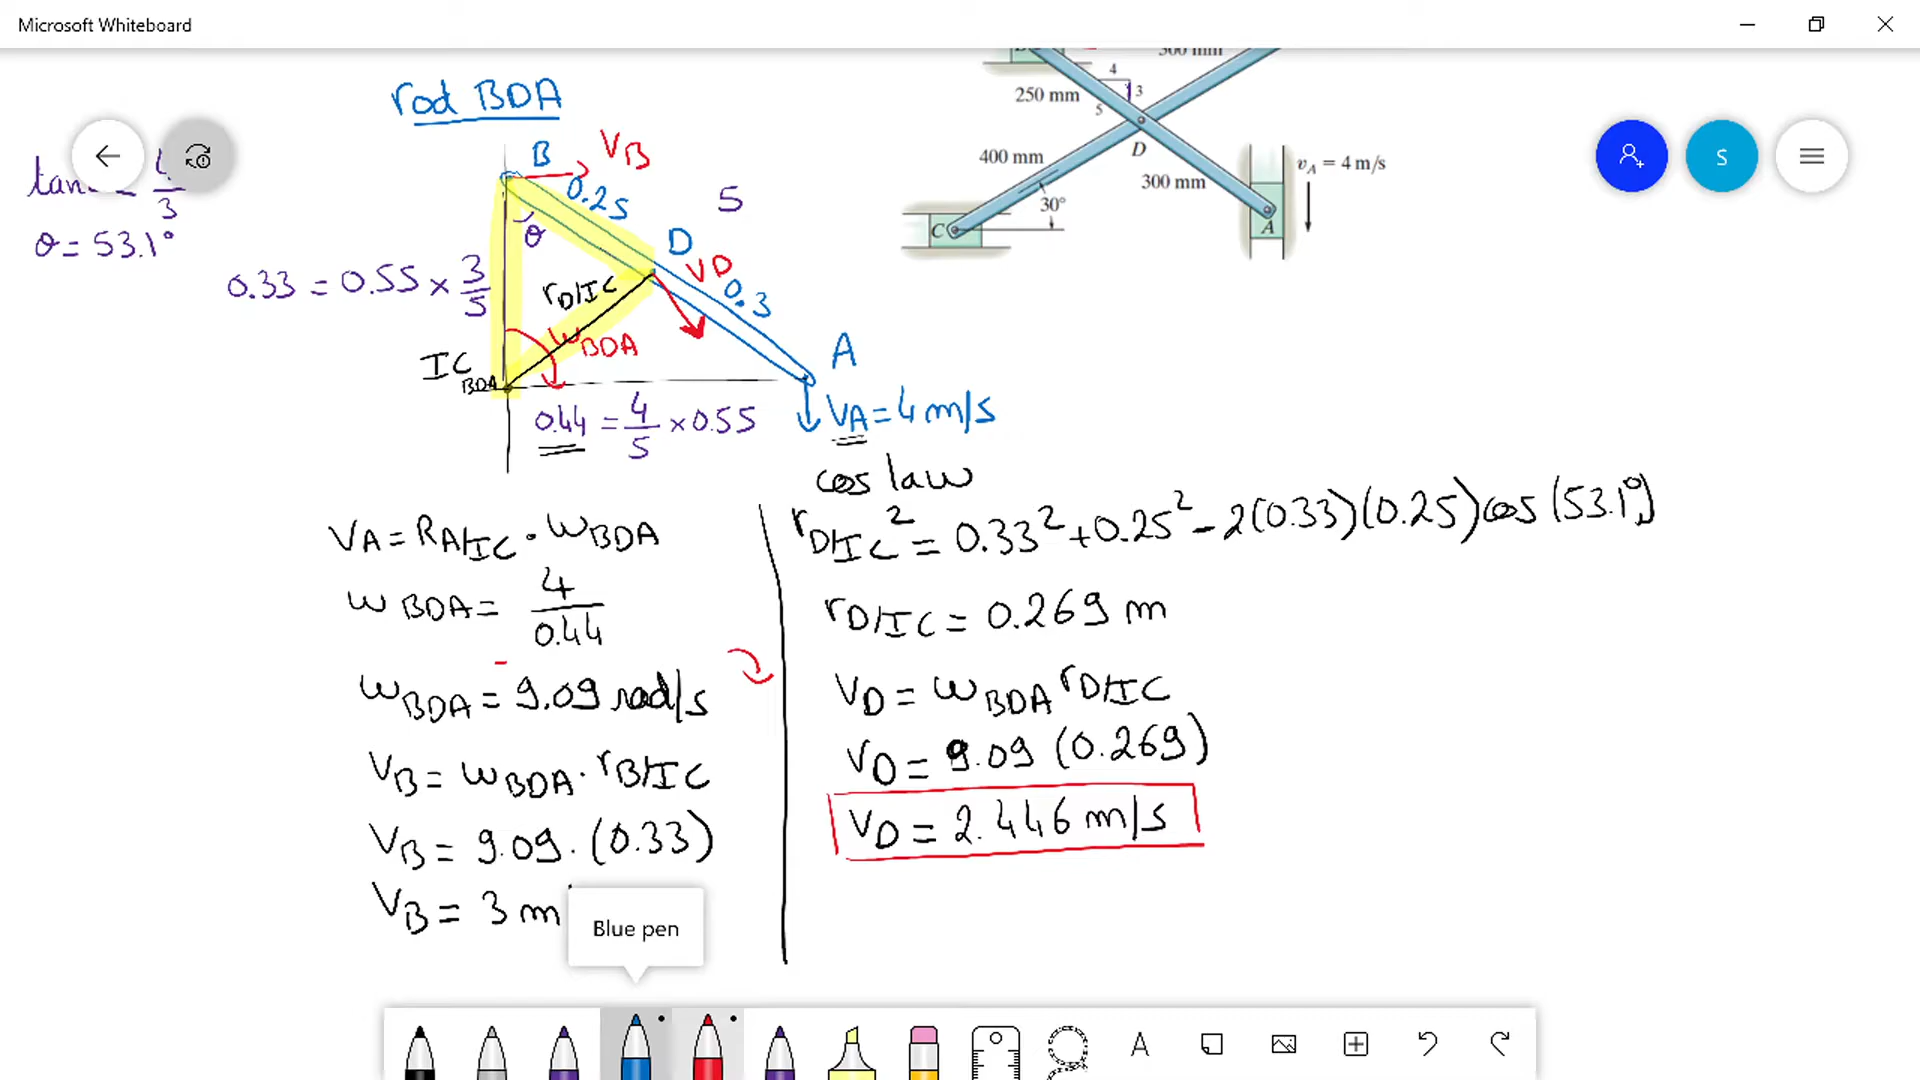 Microsoft Whiteboard
rod BDA
B
VB
0.25
5
θ
D
VD
0.3
rD/IC
ωBDA
A
IC BDA
VA = 4 m/s
0.33 = 0.55 × 3/5
0.44 = 4/5 × 0.55
θ = 53.1°
300 mm
4
3
5
250 mm
D
400 mm
300 mm
30°
C
A
vA = 4 m/s
S
VA = RA/IC · ωBDA
ωBDA = 4/0.44
ωBDA = 9.09 rad/s
VB = ωBDA · rB/IC
VB = 9.09 · (0.33)
VB = 3 m
cos law
rD/IC² = 0.33² + 0.25² - 2(0.33)(0.25) cos (53.1°)
rD/IC = 0.269 m
VD = ωBDA rD/IC
VD = 9.09 (0.269)
VD = 2.446 m/s
Blue pen
A